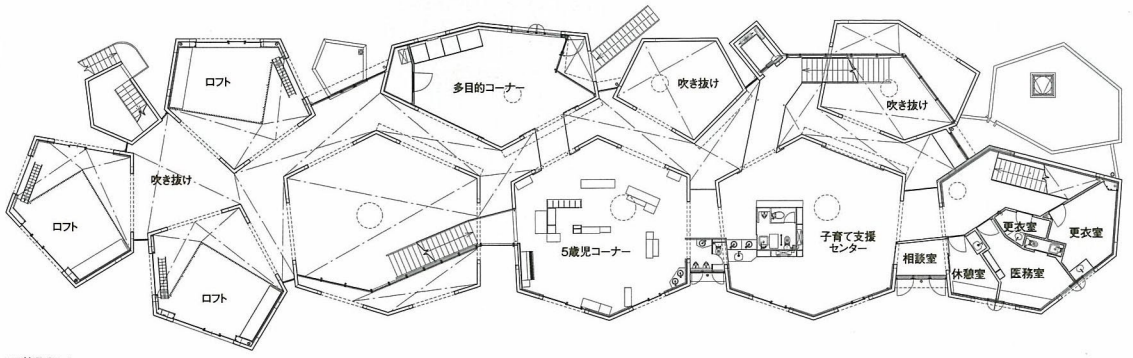 ロフト
多目的コーナー
吹き抜け
吹き抜け
吹き抜け
ロフト
ロフト
5歳児コーナー
子育て支援
センター
相談室
更衣室
更衣室
休憩室
医務室